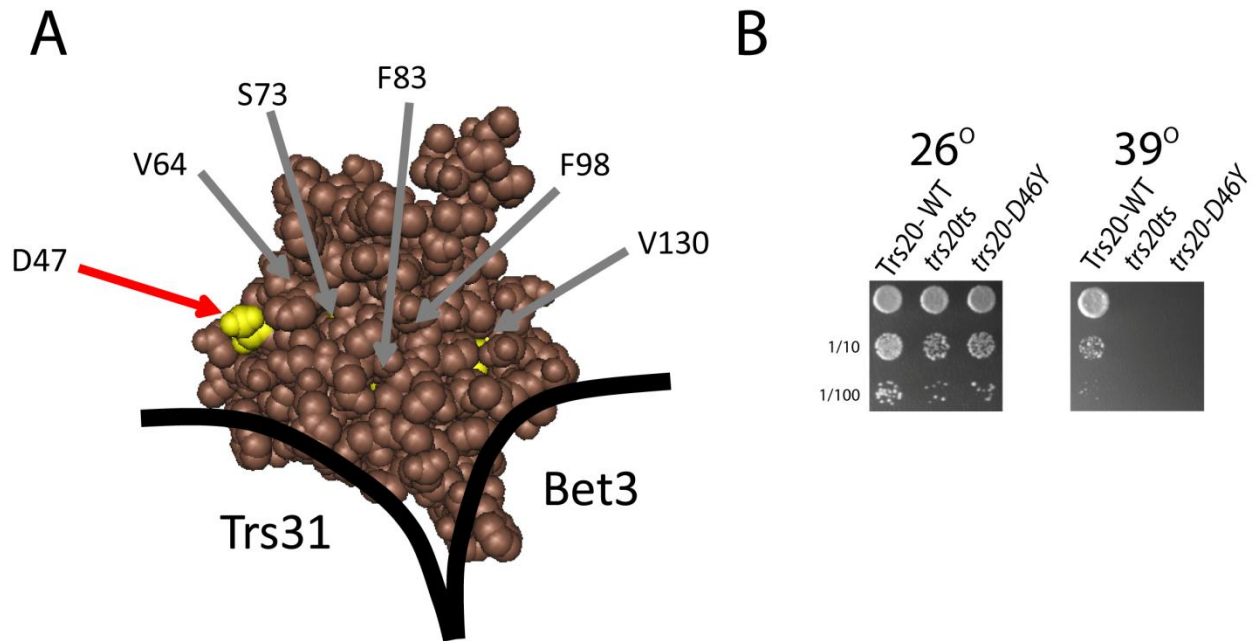 A
S73
F83
V64
F98
D47
V130
Trs31
Bet3
B
26°
39°
Trs20-WT
trs20ts
trs20-D46Y
Trs20-WT
trs20ts
trs20-D46Y
1/10
1/100